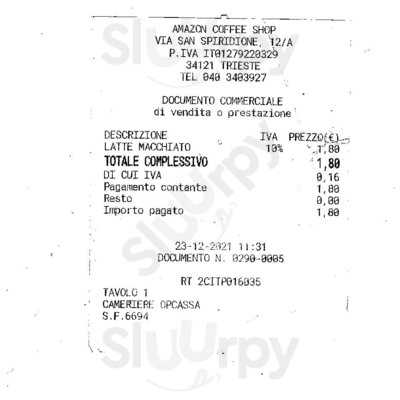 AMAZON COFFEE SHOP
VIA SAN SPIRIDIONE, 12/A
P.IVA IT01279220329
34121 TRIESTE
TEL 040 3403927
DOCUMENTO COMMERCIALE
di vendita o prestazione
DESCRIZIONE IVA PREZZO(€)
LATTE MACCHIATO 10% 1,80
TOTALE COMPLESSIVO 1,80
DI CUI IVA 0,16
Pagamento contante 1,80
Resto 0,00
Importo pagato 1,80
23-12-2021 11:31
DOCUMENTO N. 0290-0005
RT 2CITP016035
TAVOLO 1
CAMERIERE OPCASSA
S.F.6694
Sluurpy
Sluurpy
Sluurpy